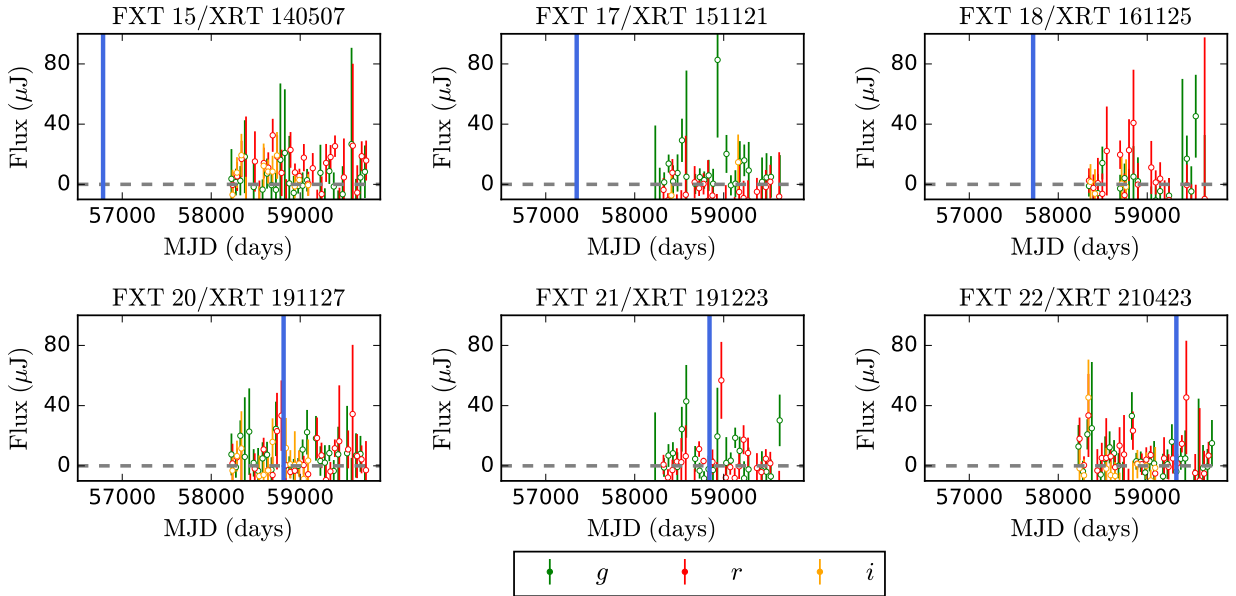 FXT 15/XRT 140507
FXT 17/XRT 151121
FXT 18/XRT 161125
Flux (μJ)
80
40
0
57000 58000 59000
MJD (days)
Flux (μJ)
80
40
0
57000 58000 59000
MJD (days)
Flux (μJ)
80
40
0
57000 58000 59000
MJD (days)
FXT 20/XRT 191127
FXT 21/XRT 191223
FXT 22/XRT 210423
Flux (μJ)
80
40
0
57000 58000 59000
MJD (days)
Flux (μJ)
80
40
0
57000 58000 59000
MJD (days)
Flux (μJ)
80
40
0
57000 58000 59000
MJD (days)
g r i